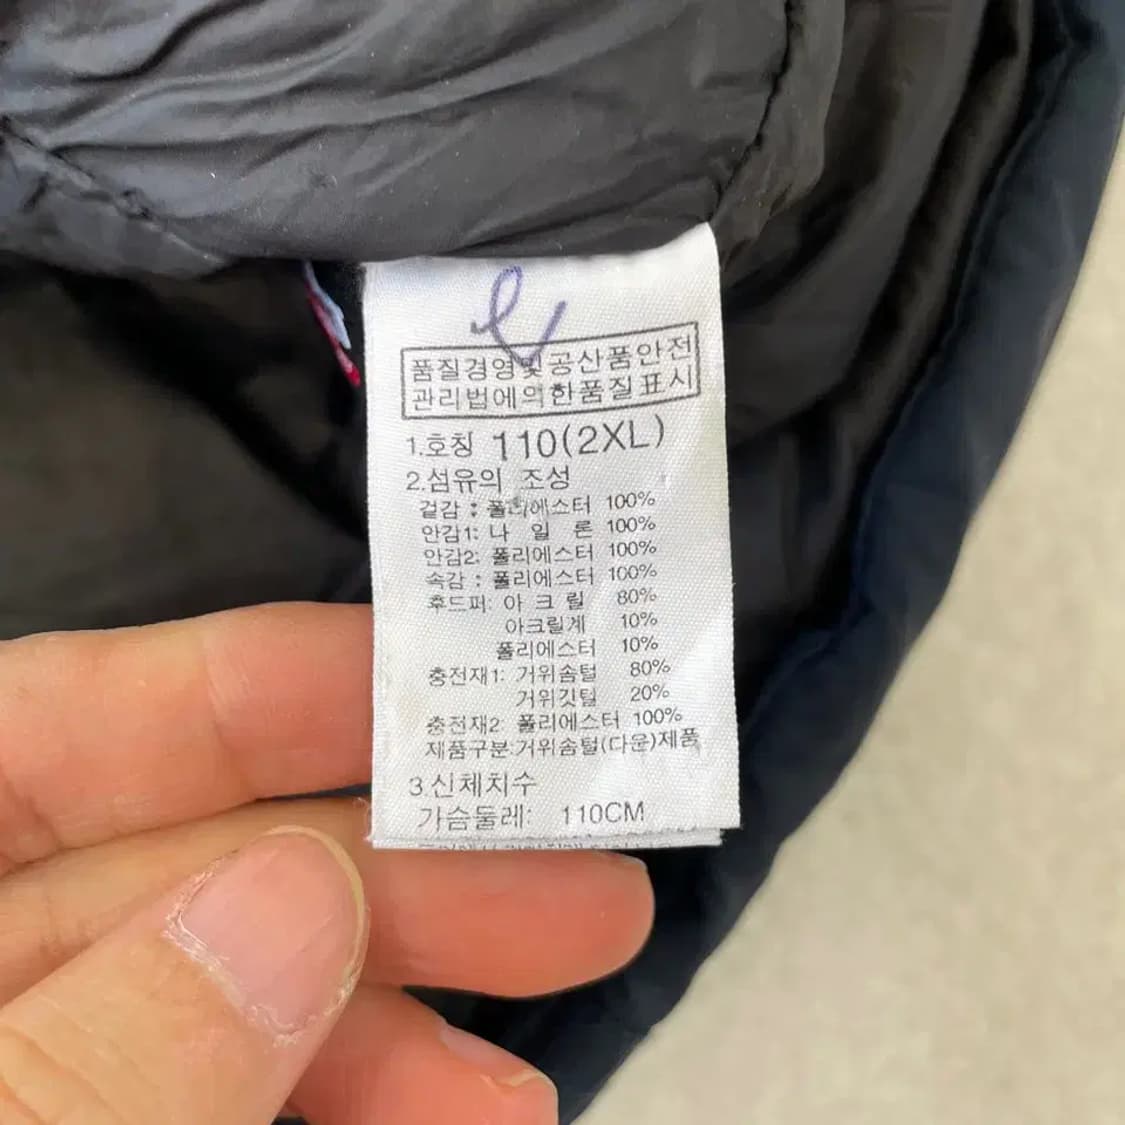 품질경영및공산품안전
관리법에의한품질표시
1.호칭 110(2XL)
2.섬유의 조성
겉감 : 폴리에스터 100%
안감1: 나 일 론 100%
안감2: 폴리에스터 100%
속감 : 폴리에스터 100%
후드퍼: 아 크 릴 80%
아크릴계 10%
폴리에스터 10%
충전재1: 거위솜털 80%
거위깃털 20%
충전재2: 폴리에스터 100%
제품구분:거위솜털(다운)제품
3.신체치수
가슴둘레: 110CM